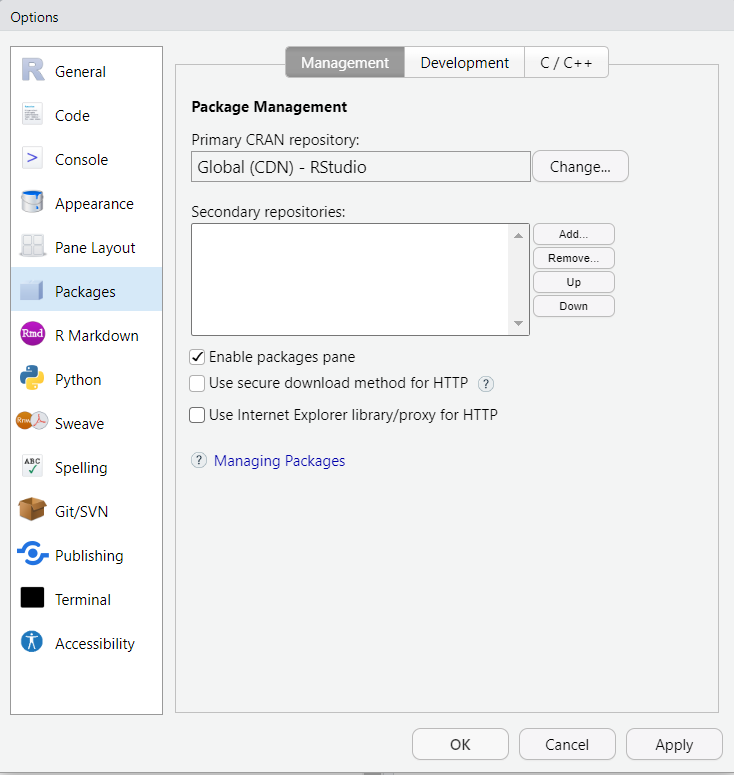 Options
General
Code
Console
Appearance
Pane Layout
Packages
Rmd R Markdown
Python
Sweave
ABC Spelling
Git/SVN
Publishing
Terminal
Accessibility
Management Development C / C++
Package Management
Primary CRAN repository:
Global (CDN) - RStudio Change...
Secondary repositories:
Add...
Remove...
Up
Down
Enable packages pane
Use secure download method for HTTP ?
Use Internet Explorer library/proxy for HTTP
? Managing Packages
OK Cancel Apply